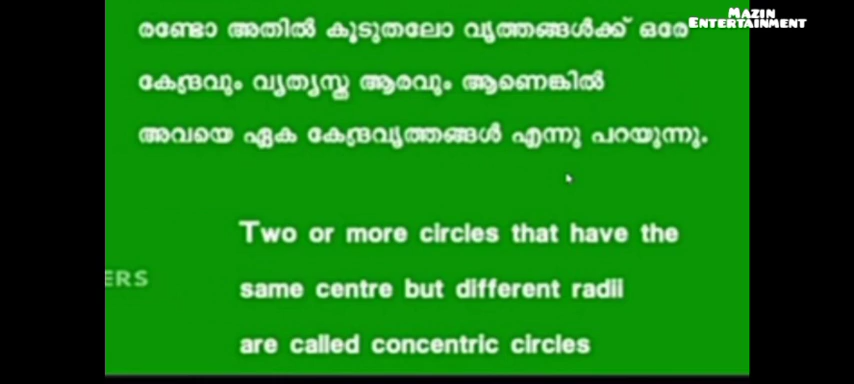 Mazin
Entertainment
രണ്ടോ അതിൽ കൂടുതലോ വൃത്തങ്ങൾക്ക് ഒരേ
കേന്ദ്രവും വ്യത്യസ്ത ആരവും ആണെങ്കിൽ
അവയെ ഏക കേന്ദ്രവൃത്തങ്ങൾ എന്നു പറയുന്നു.
Two or more circles that have the
ERS
same centre but different radii
are called concentric circles